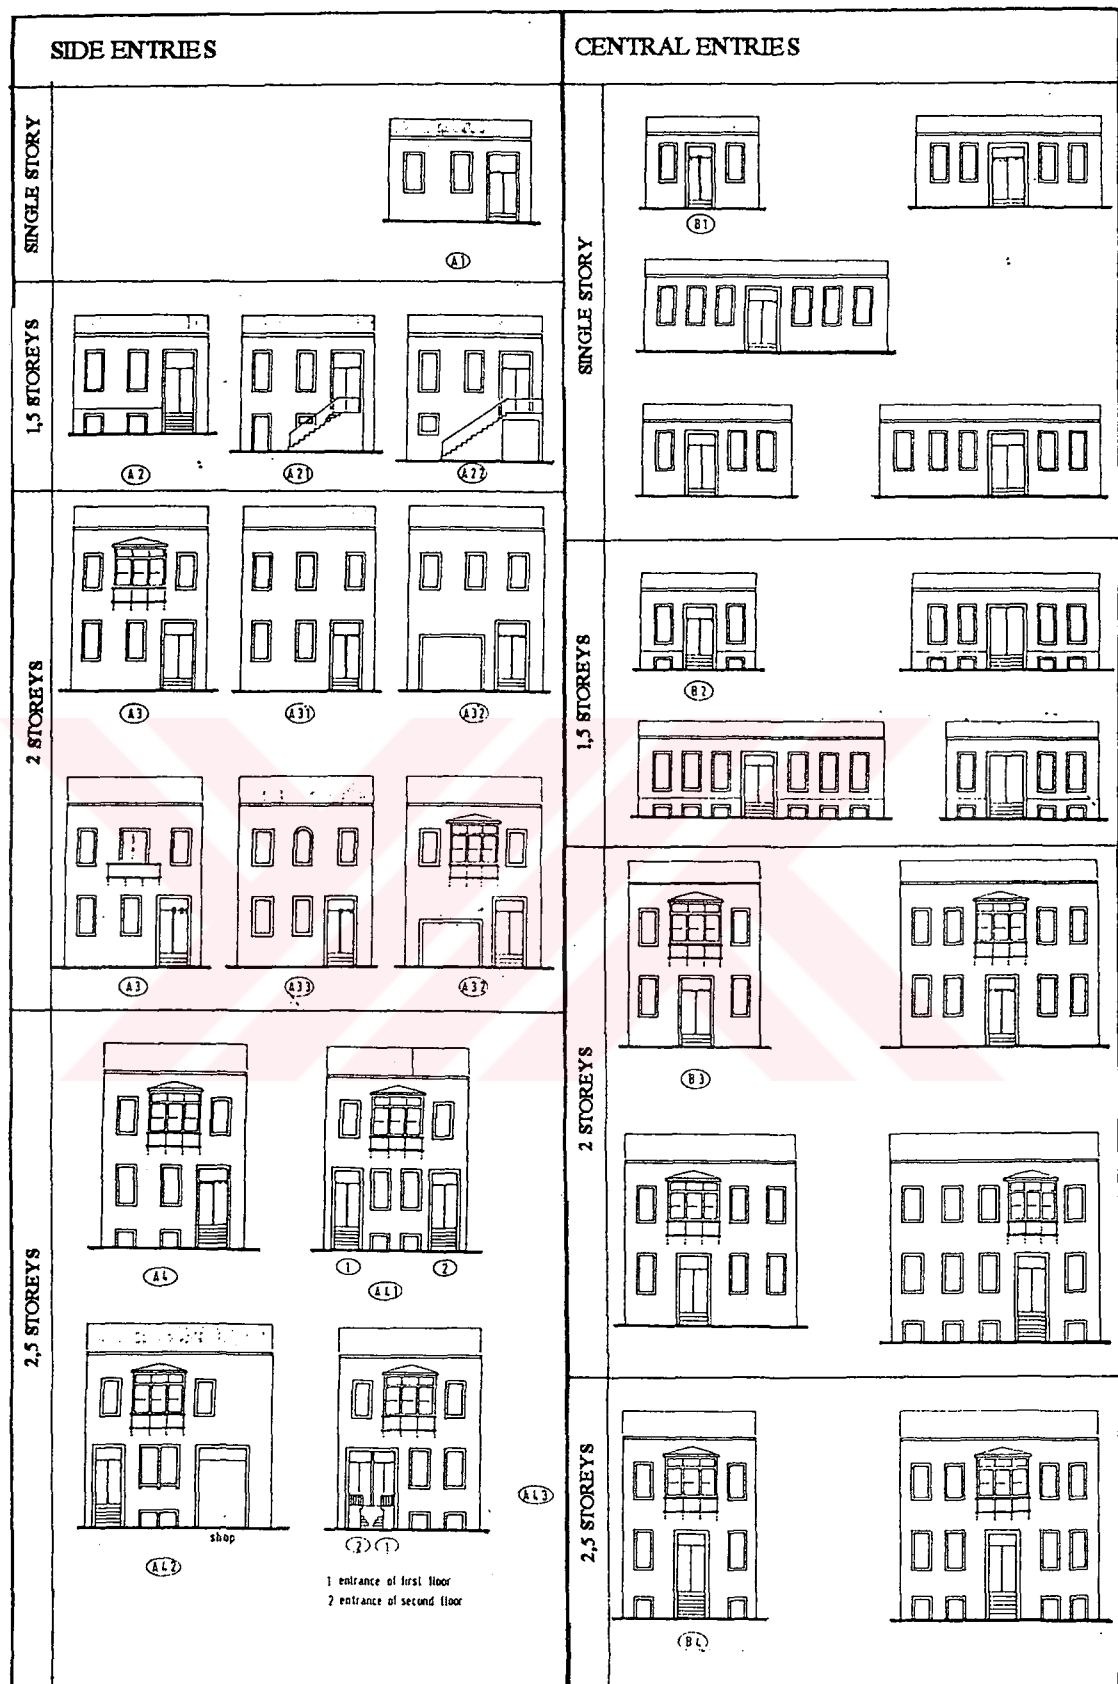 SIDE ENTRIES
SINGLE STORY
A1
1,5 STOREYS
A2
A21
A22
2 STOREYS
A3
A31
A32
A3
A33
A32
2,5 STOREYS
A4
1
2
A41
shop
A42
A43
2 1
1 entrance of first floor
2 entrance of second floor
CENTRAL ENTRIES
SINGLE STORY
B1
1,5 STOREYS
B2
2 STOREYS
B3
2,5 STOREYS
B4